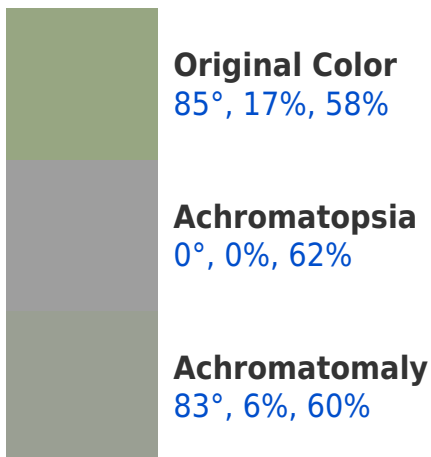 Original Color
85°, 17%, 58%
Achromatopsia
0°, 0%, 62%
Achromatomaly
83°, 6%, 60%